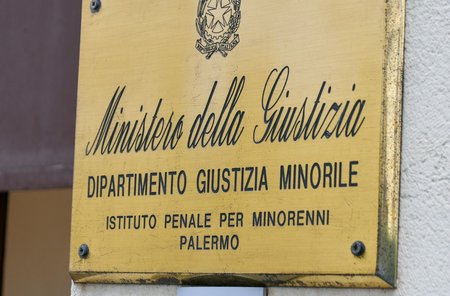 Ministero della Giustizia
DIPARTIMENTO GIUSTIZIA MINORILE
ISTITUTO PENALE PER MINORENNI
PALERMO